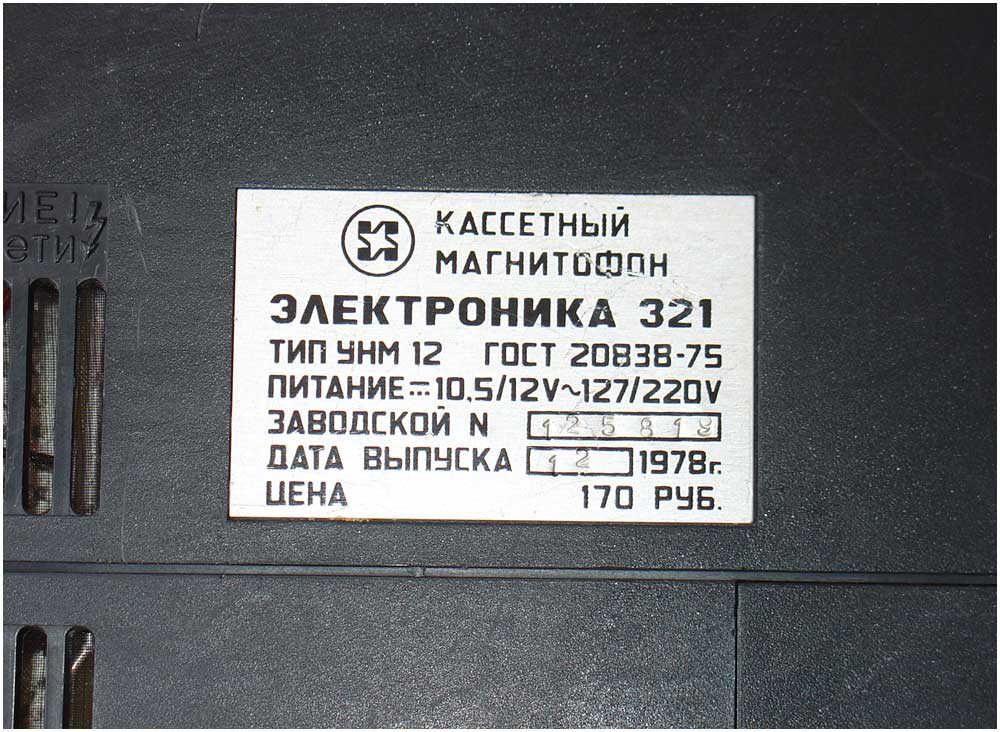 КАССЕТНЫЙ
МАГНИТОФОН
ЭЛЕКТРОНИКА 321
ТИП УНМ 12 ГОСТ 20838-75
ПИТАНИЕ ⎓ 10,5/12V~127/220V
ЗАВОДСКОЙ N 125819
ДАТА ВЫПУСКА 12 1978г.
ЦЕНА 170 РУБ.